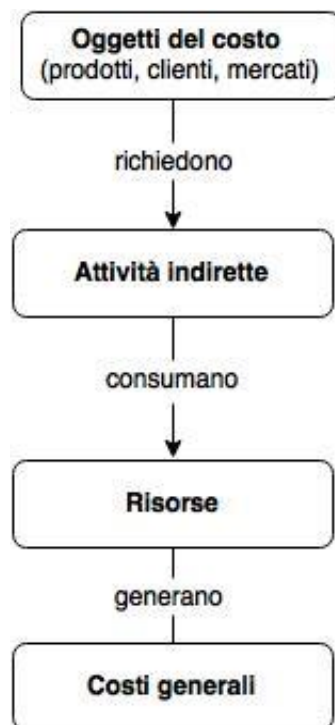 Oggetti del costo
(prodotti, clienti, mercati)
richiedono
Attività indirette
consumano
Risorse
generano
Costi generali